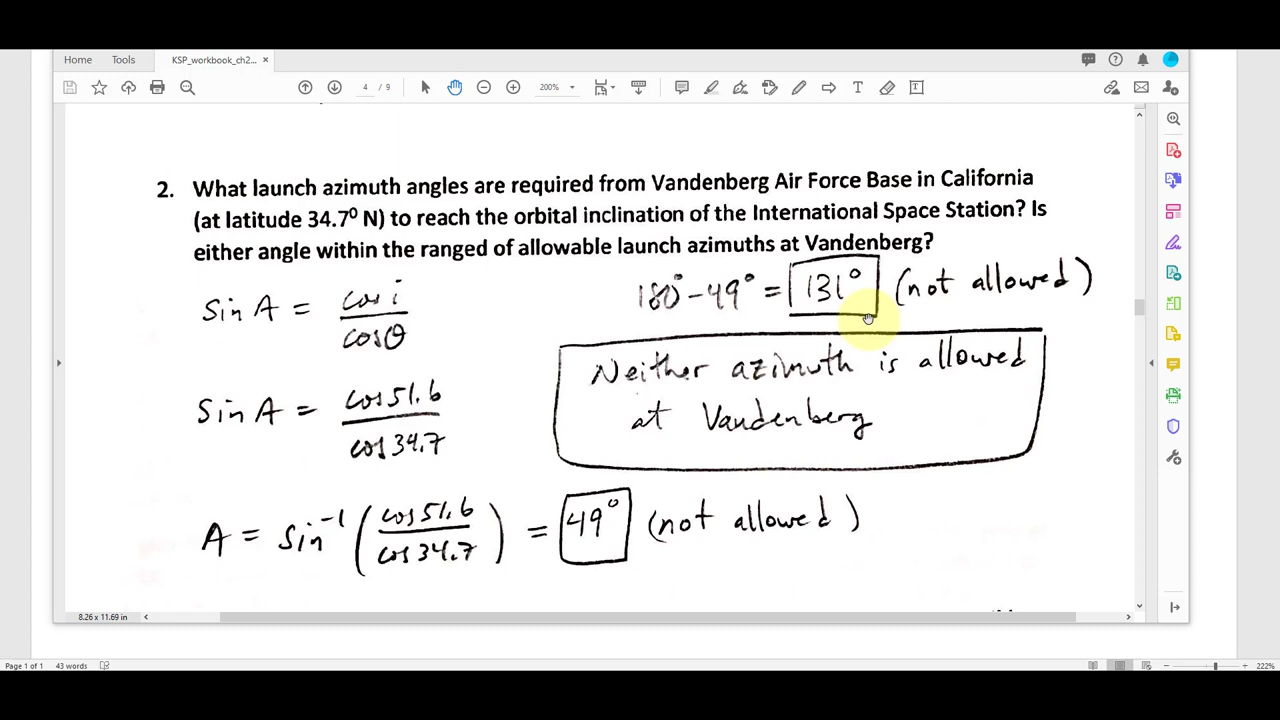 Home Tools KSP_workbook_ch2... ×
4 / 9 200%
2. What launch azimuth angles are required from Vandenberg Air Force Base in California
(at latitude 34.7⁰ N) to reach the orbital inclination of the International Space Station? Is
either angle within the ranged of allowable launch azimuths at Vandenberg?
sin A = cos i / cos θ
180° - 49° = 131° (not allowed)
Neither azimuth is allowed
at Vandenberg
sin A = cos 51.6 / cos 34.7
A = sin⁻¹ (cos 51.6 / cos 34.7) = 49° (not allowed)
8.26 x 11.69 in
Page 1 of 1 43 words 222%